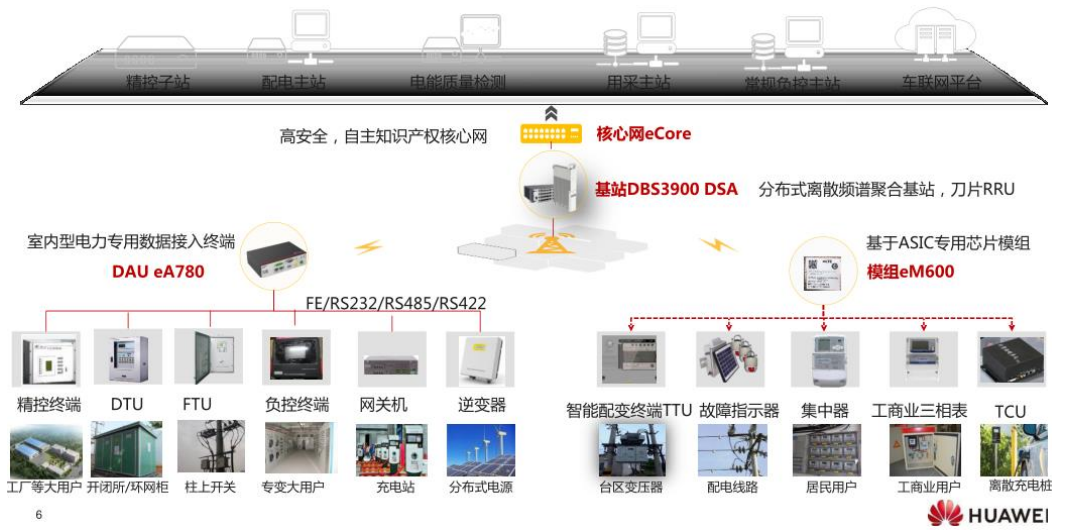 精控子站 配电主站 电能质量检测 用采主站 常规负控主站 车联网平台
高安全，自主知识产权核心网 核心网eCore
基站DBS3900 DSA 分布式离散频谱聚合基站，刀片RRU
室内型电力专用数据接入终端
DAU eA780
基于ASIC专用芯片模组
模组eM600
FE/RS232/RS485/RS422
精控终端 DTU FTU 负控终端 网关机 逆变器
智能配变终端TTU 故障指示器 集中器 工商业三相表 TCU
工厂等大用户 开闭所/环网柜 柱上开关 专变大用户 充电站 分布式电源
台区变压器 配电线路 居民用户 工商业用户 离散充电桩
6
HUAWEI